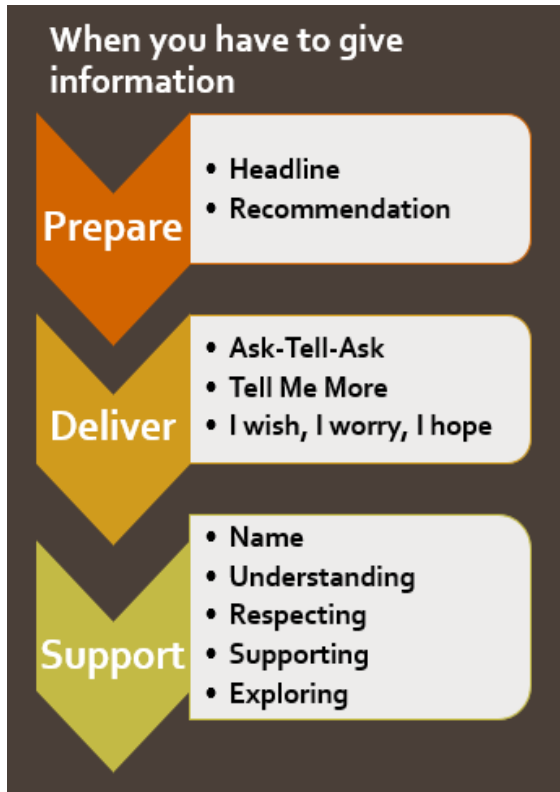 When you have to give
information
Prepare
• Headline
• Recommendation
Deliver
• Ask-Tell-Ask
• Tell Me More
• I wish, I worry, I hope
Support
• Name
• Understanding
• Respecting
• Supporting
• Exploring